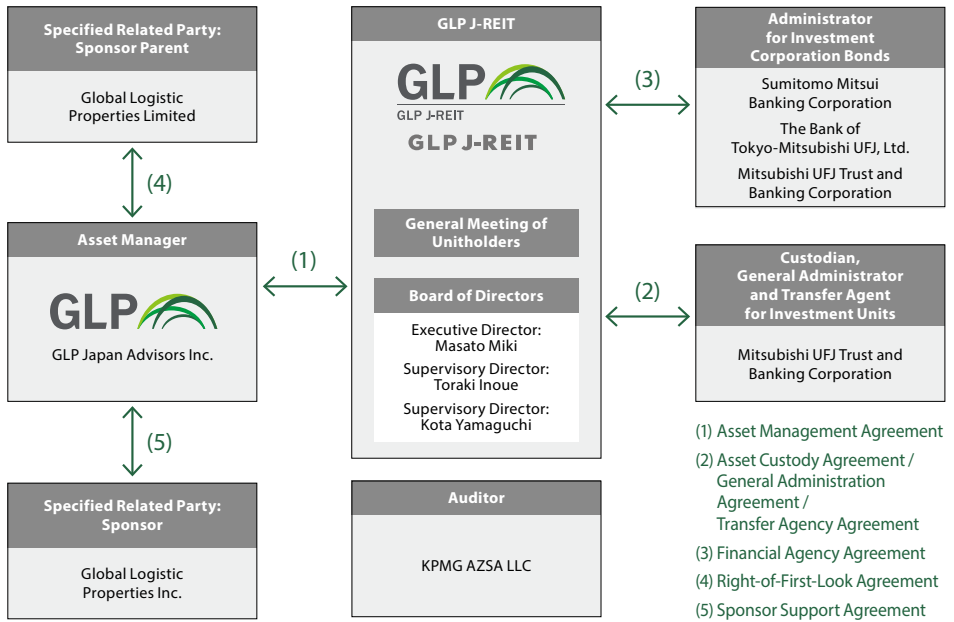 Specified Related Party:
Sponsor Parent
Global Logistic
Properties Limited
(4)
Asset Manager
GLP
GLP Japan Advisors Inc.
(5)
Specified Related Party:
Sponsor
Global Logistic
Properties Inc.
(1)
GLP J-REIT
GLP
GLP J-REIT
GLP J-REIT
General Meeting of
Unitholders
Board of Directors
Executive Director:
Masato Miki
Supervisory Director:
Toraki Inoue
Supervisory Director:
Kota Yamaguchi
Auditor
KPMG AZSA LLC
(3)
(2)
Administrator
for Investment
Corporation Bonds
Sumitomo Mitsui
Banking Corporation
The Bank of
Tokyo-Mitsubishi UFJ, Ltd.
Mitsubishi UFJ Trust and
Banking Corporation
Custodian,
General Administrator
and Transfer Agent
for Investment Units
Mitsubishi UFJ Trust and
Banking Corporation
(1) Asset Management Agreement
(2) Asset Custody Agreement /
General Administration
Agreement /
Transfer Agency Agreement
(3) Financial Agency Agreement
(4) Right-of-First-Look Agreement
(5) Sponsor Support Agreement